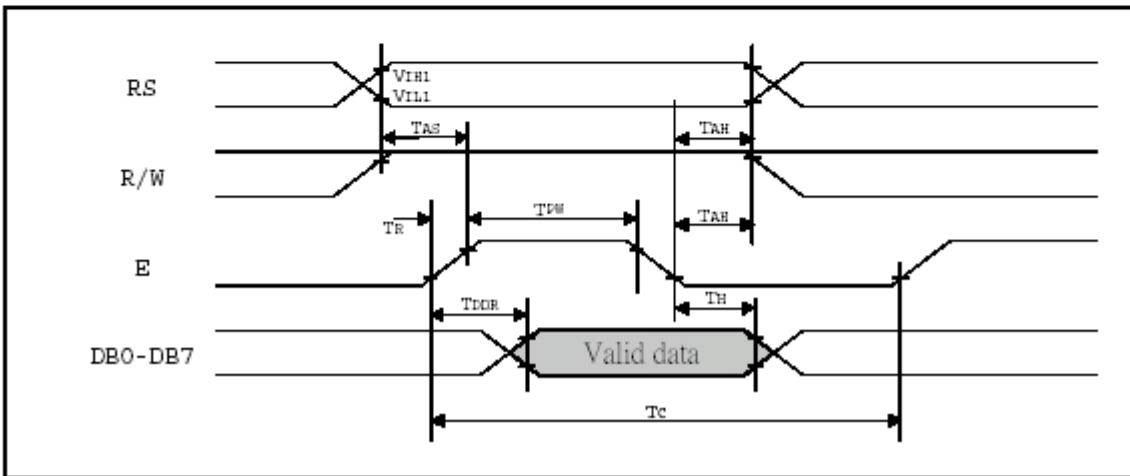 RS
VIH1
VIL1
TAS
TAH
R/W
TPW
TAH
TR
E
TDDR
TH
DB0-DB7
Valid data
TC